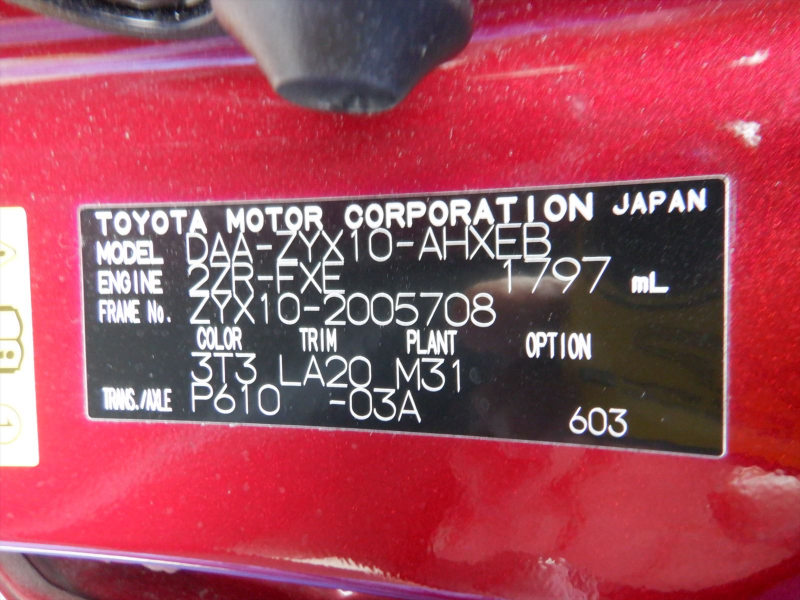 TOYOTA MOTOR CORPORATION JAPAN
MODEL DAA-ZYX10-AHXEB
ENGINE 2ZR-FXE 1797 mL
FRAME No. ZYX10-2005708
COLOR TRIM PLANT OPTION
3T3 LA20 M31
TRANS./AXLE P610 -03A
603